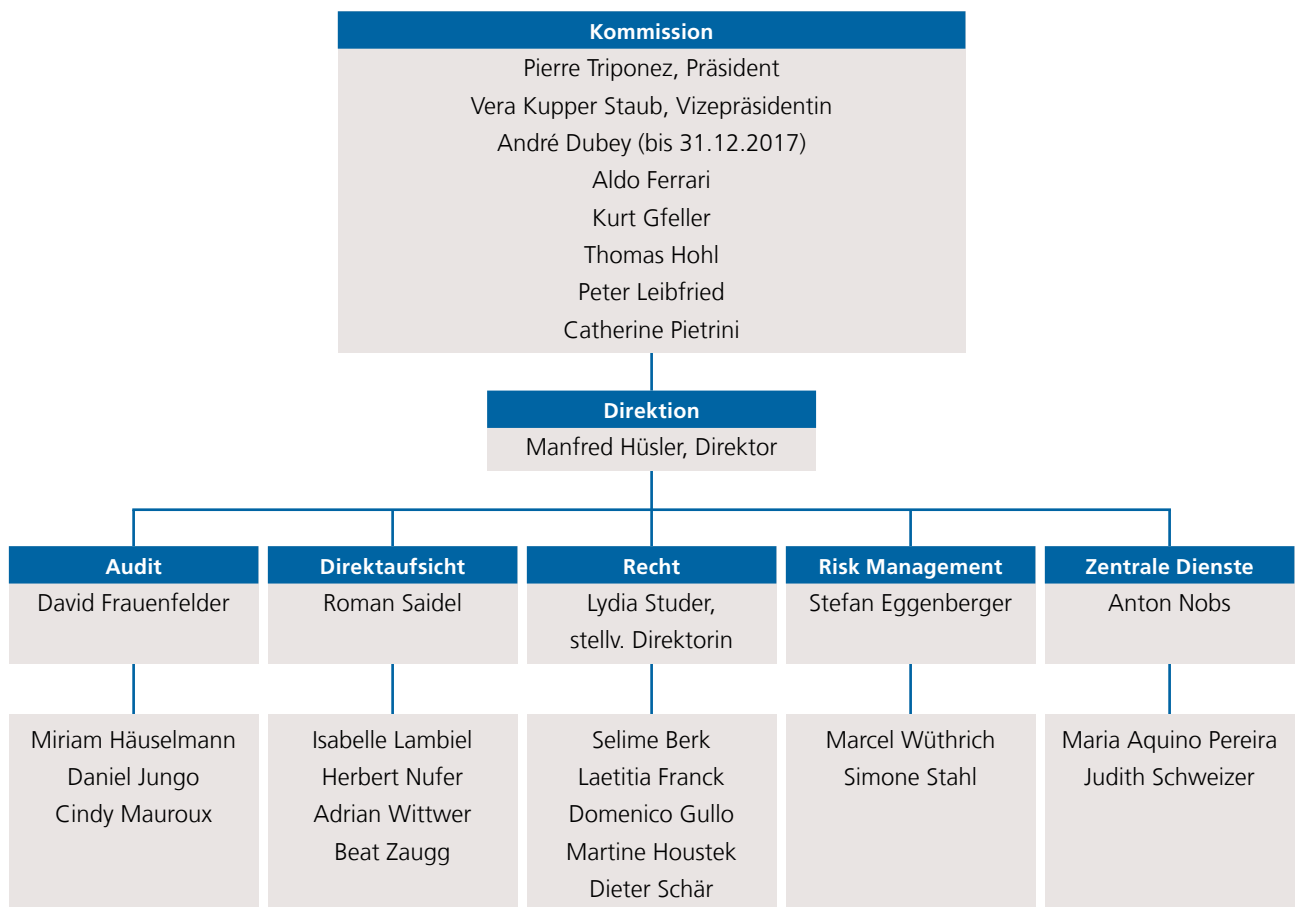 Kommission
Pierre Triponez, Präsident
Vera Kupper Staub, Vizepräsidentin
André Dubey (bis 31.12.2017)
Aldo Ferrari
Kurt Gfeller
Thomas Hohl
Peter Leibfried
Catherine Pietrini
Direktion
Manfred Hüsler, Direktor
Audit
David Frauenfelder
Miriam Häuselmann
Daniel Jungo
Cindy Mauroux
Direktaufsicht
Roman Saidel
Isabelle Lambiel
Herbert Nufer
Adrian Wittwer
Beat Zaugg
Recht
Lydia Studer,
stellv. Direktorin
Selime Berk
Laetitia Franck
Domenico Gullo
Martine Houstek
Dieter Schär
Risk Management
Stefan Eggenberger
Marcel Wüthrich
Simone Stahl
Zentrale Dienste
Anton Nobs
Maria Aquino Pereira
Judith Schweizer